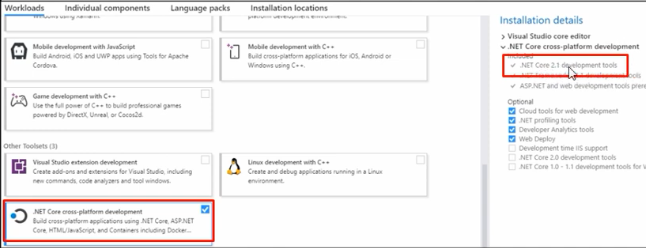 Workloads
Individual components
Language packs
Installation locations
Mobile development with JavaScript
Build Android, iOS and UWP apps using Tools for Apache
Cordova.
Mobile development with C++
Build cross-platform applications for iOS, Android or
Windows using C++.
Game development with C++
Use the full power of C++ to build professional games
powered by DirectX, Unreal, or Cocos2d.
Other Toolsets (3)
Visual Studio extension development
Create add-ons and extensions for Visual Studio, including
new commands, code analyzers and tool windows.
Linux development with C++
Create and debug applications running in a Linux
environment.
.NET Core cross-platform development
Build cross-platform applications using .NET Core, ASP.NET
Core, HTML/JavaScript, and Containers including Docker...
Installation details
Visual Studio core editor
.NET Core cross-platform development
Included
.NET Core 2.1 development tools
tools
ASP.NET and web development tools prere
Optional
Cloud tools for web development
.NET profiling tools
Developer Analytics tools
Web Deploy
Development time IIS support
.NET Core 2.0 development tools
.NET Core 1.0 - 1.1 development tools for W